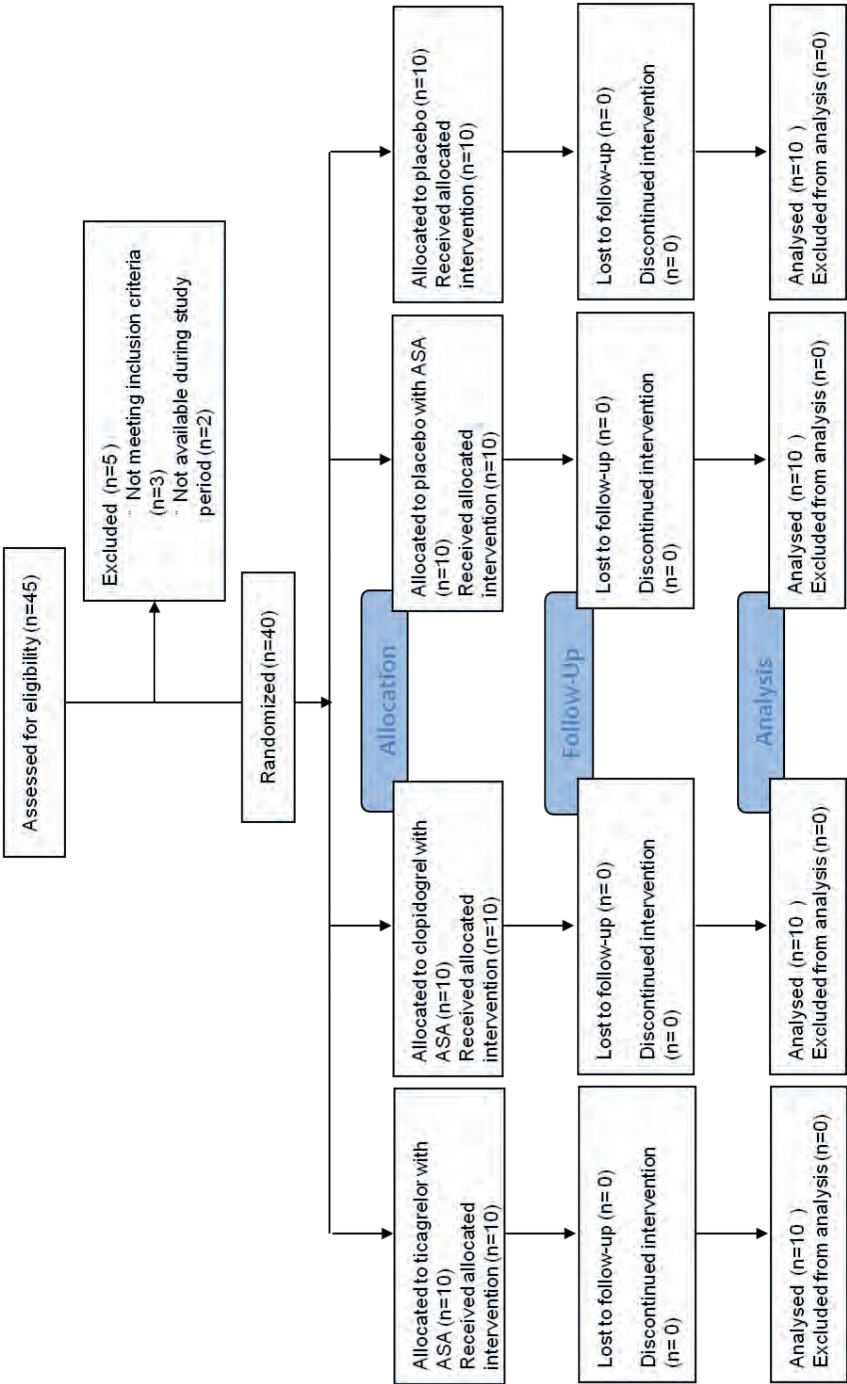 Assessed for eligibility (n=45)
Excluded (n=5)
¨ Not meeting inclusion criteria
(n=3)
¨ Not available during study
period (n=2)
Randomized (n=40)
Allocation
Allocated to ticagrelor with
ASA (n=10)
Received allocated
intervention (n=10)
Allocated to clopidogrel with
ASA (n=10)
Received allocated
intervention (n=10)
Allocated to placebo with ASA
(n=10)
Received allocated
intervention (n=10)
Allocated to placebo (n=10)
Received allocated
intervention (n=10)
Follow-Up
Lost to follow-up (n= 0)
Discontinued intervention
(n= 0)
Lost to follow-up (n= 0)
Discontinued intervention
(n= 0)
Lost to follow-up (n= 0)
Discontinued intervention
(n= 0)
Lost to follow-up (n= 0)
Discontinued intervention
(n= 0)
Analysis
Analysed (n=10 )
Excluded from analysis (n=0)
Analysed (n=10 )
Excluded from analysis (n=0)
Analysed (n=10 )
Excluded from analysis (n=0)
Analysed (n=10 )
Excluded from analysis (n=0)